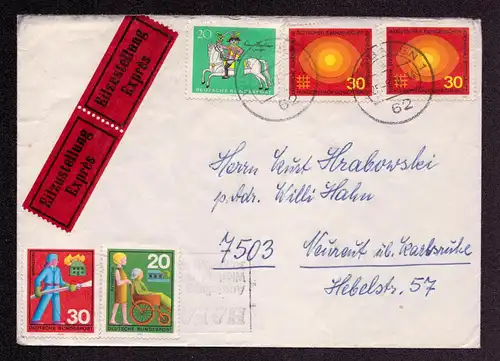 Eilzustellung
Exprès
Eilzustellung
Exprès
20
DEUTSCHE BUNDESPOST
30
30
62
62
Herrn Kurt Hrabowski
p. Adr. Willi Hahn
7503 Neureut üb. Karlsruhe
Hebelstr. 57
30
DEUTSCHE BUNDESPOST
20
DEUTSCHE BUNDESPOST